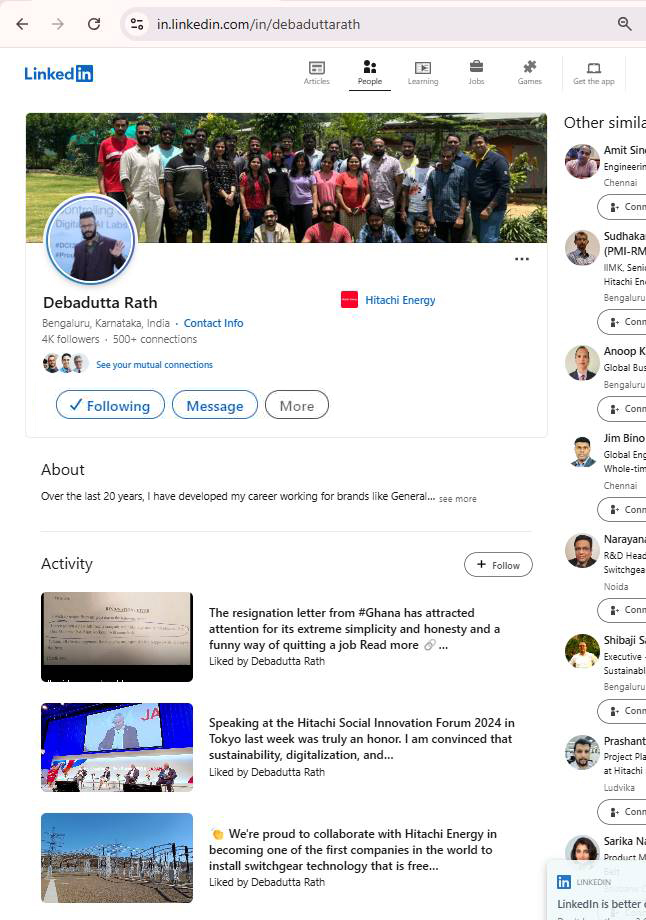 in.linkedin.com/in/debaduttarath
Linkedin
Articles
People
Learning
Jobs
Games
Get the app
Controlling
Digital AI Labs
Debadutta Rath
Hitachi Energy
Bengaluru, Karnataka, India · Contact Info
4K followers · 500+ connections
See your mutual connections
Following
Message
More
About
Over the last 20 years, I have developed my career working for brands like General... see more
Activity
+ Follow
RESIGNATION LETTER
The resignation letter from #Ghana has attracted
attention for its extreme simplicity and honesty and a
funny way of quitting a job Read more 🔗 ...
Liked by Debadutta Rath
JA
Speaking at the Hitachi Social Innovation Forum 2024 in
Tokyo last week was truly an honor. I am convinced that
sustainability, digitalization, and...
Liked by Debadutta Rath
👏 We're proud to collaborate with Hitachi Energy in
becoming one of the first companies in the world to
install switchgear technology that is free...
Liked by Debadutta Rath
Other simila
Amit Sin
Engineerin
Chennai
Conn
Sudhaka
(PMI-RM
IIMK, Seni
Hitachi En
Bengaluru
Conn
Anoop K
Global Bus
Bengaluru
Conn
Jim Bino
Global Eng
Whole-tim
Chennai
Conn
Narayana
R&D Head
Switchgea
Noida
Conn
Shibaji Sa
Executive -
Sustainabl
Bengaluru
Conn
Prashant
Project Pla
at Hitachi
Ludvika
Conn
Sarika Na
Product M
in LINKEDIN
LinkedIn is better o